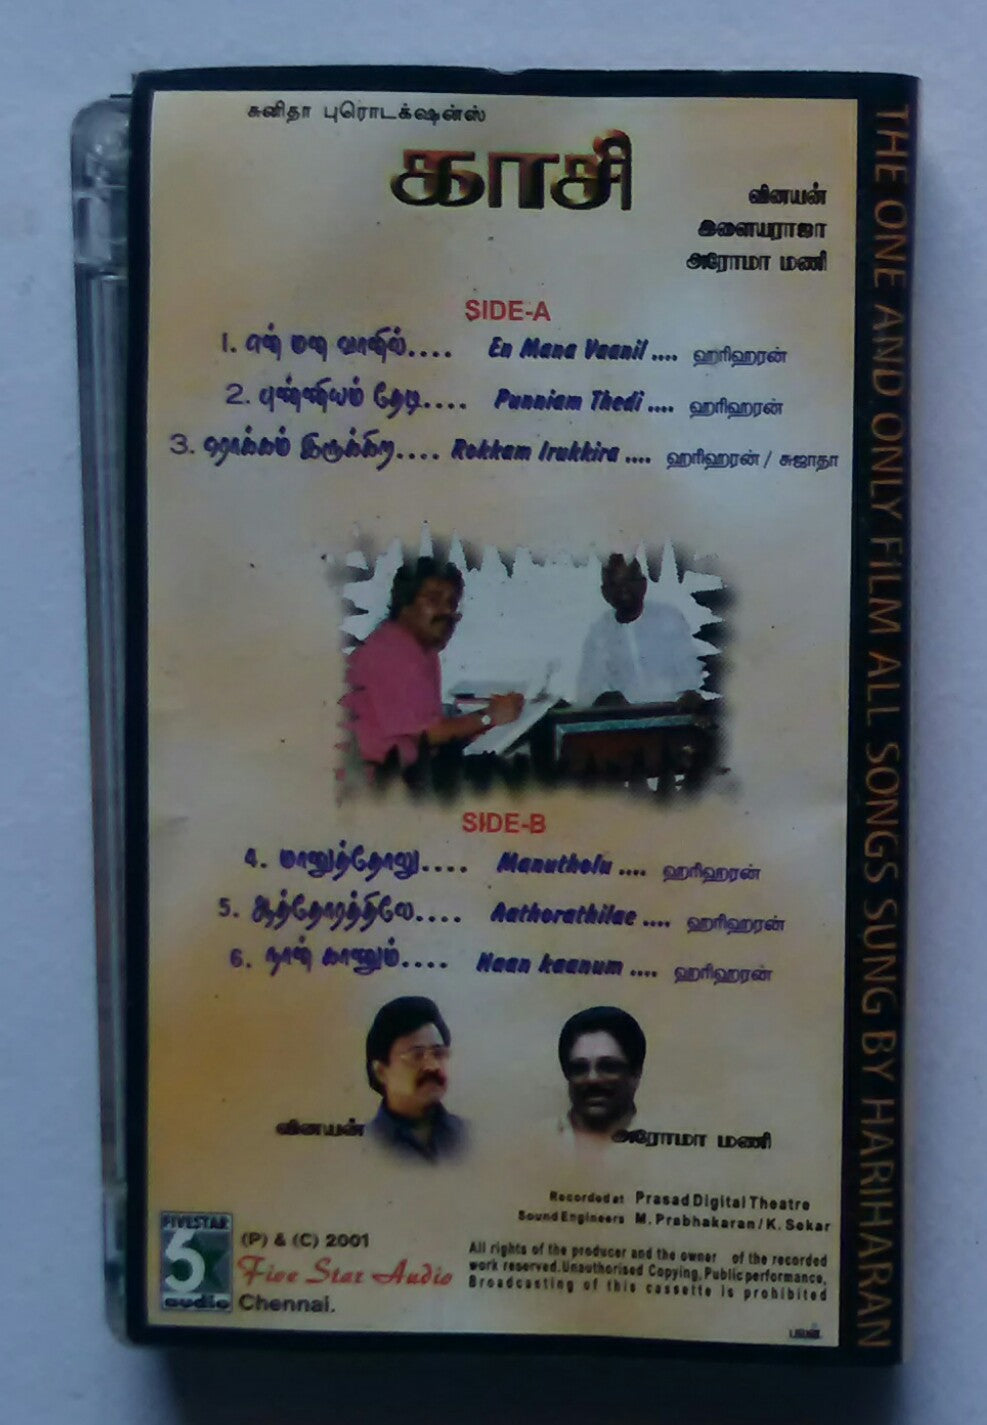 சுனிதா புரொடக்ஷன்ஸ்
காசி
வினயன்
இளையராஜா
அரோமா மணி
SIDE-A
1. என் மன வானில்.... En Mana Vaanil .... ஹரிஹரன்
2. புண்ணியம் தேடி.... Punniam Thedi .... ஹரிஹரன்
3. ரொக்கம் இருக்கிற.... Rokkam Irukkira .... ஹரிஹரன் / சுஜாதா
SIDE-B
4. மானுத்தோலு.... Manutholu .... ஹரிஹரன்
5. ஆத்தோரத்திலே.... Aathorathilae .... ஹரிஹரன்
6. நான் காணும்.... Naan kaanum .... ஹரிஹரன்
வினயன்
அரோமா மணி
Recorded at Prasad Digital Theatre
Sound Engineers M. Prabhakaran/K. Sekar
FIVESTAR
5
audio
(P) & (C) 2001
Five Star Audio
Chennai.
All rights of the producer and the owner of the recorded
work reserved. Unauthorised Copying, Public performance,
Broadcasting of this cassette is prohibited
பவன்
THE ONE AND ONLY FILM ALL SONGS SUNG BY HARIHARAN